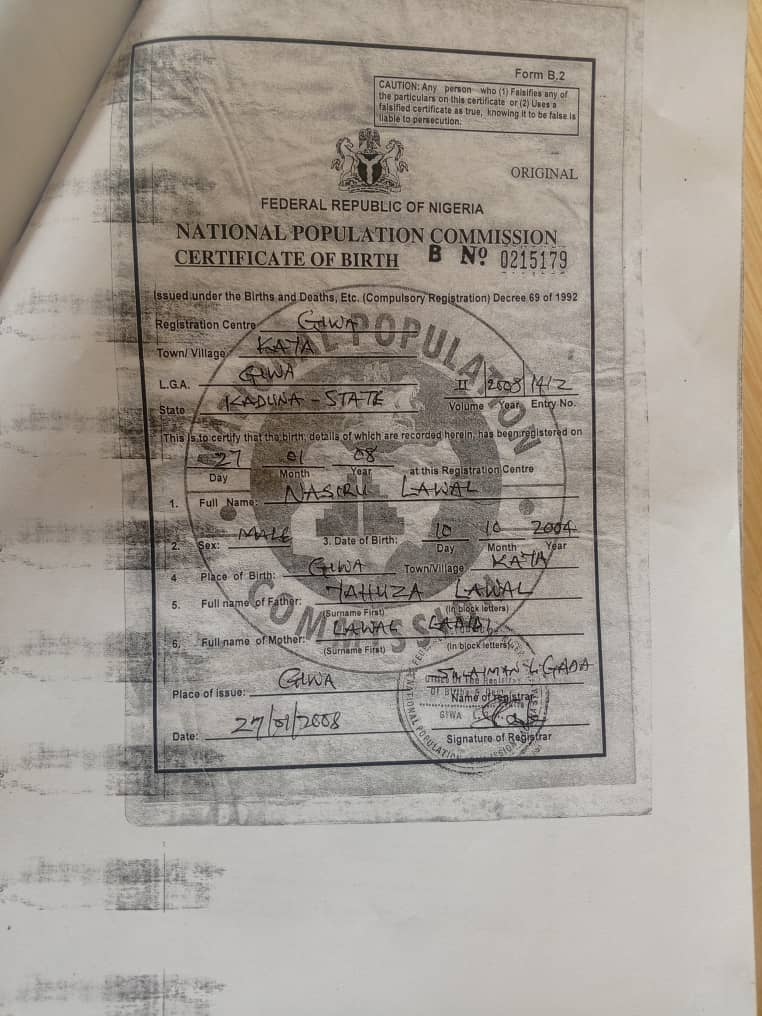 Form B.2
CAUTION: Any person who (1) Falsifies any of
the particulars on this certificate or (2) Uses a
falsified certificate as true, knowing it to be false is
liable to persecution.
ORIGINAL
FEDERAL REPUBLIC OF NIGERIA
NATIONAL POPULATION COMMISSION
CERTIFICATE OF BIRTH B Nº 0215179
Issued under the Births and Deaths, Etc. (Compulsory Registration) Decree 69 of 1992
Registration Centre GIWA
Town/ Village KAYA
L.G.A. GIWA
II 2008 1412
State KADUNA - STATE Volume Year Entry No.
This is to certify that the birth, details of which are recorded herein, has been registered on
27 01 08
Day Month Year at this Registration Centre
1. Full Name: NASIRU LAWAL
2. Sex: MALE 3. Date of Birth: 10 10 2004
Day Month Year
4 Place of Birth: GIWA Town/Village KAYA
5. Full name of Father: YAHUZA LAWAL
(Surname First) (In block letters)
6. Full name of Mother: LAWAL
(Surname First) (In block letters)
Place of issue: GIWA
Name of registrar
Date: 27/01/2008
Signature of Registrar
NATIONAL POPULATION
COMMISSION
GIWA